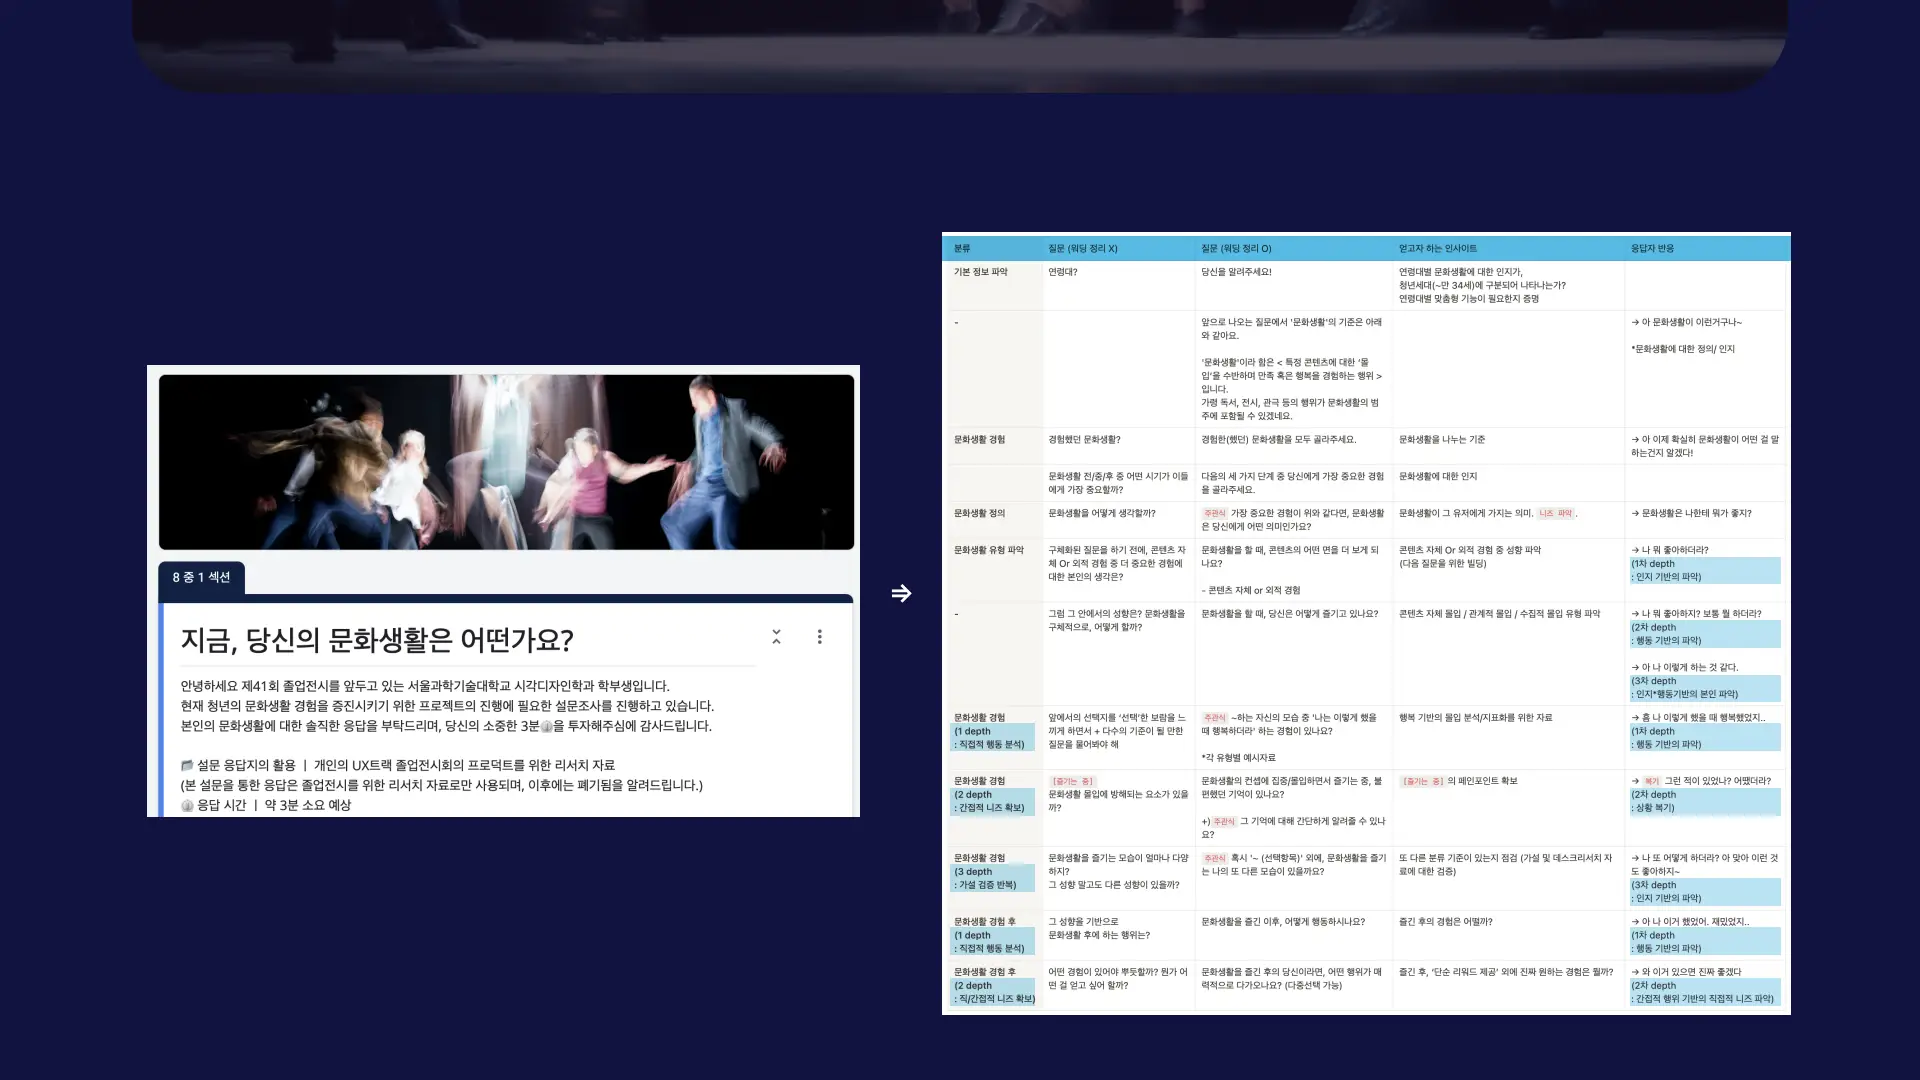 8 중 1 섹션
지금, 당신의 문화생활은 어떤가요?
안녕하세요 제41회 졸업전시를 앞두고 있는 서울과학기술대학교 시각디자인학과 학부생입니다.
현재 청년의 문화생활 경험을 증진시키기 위한 프로젝트의 진행에 필요한 설문조사를 진행하고 있습니다.
본인의 문화생활에 대한 솔직한 응답을 부탁드리며, 당신의 소중한 3분을 투자해주심에 감사드립니다.
설문 응답지의 활용 ㅣ 개인의 UX트랙 졸업전시회의 프로덕트를 위한 리서치 자료
(본 설문을 통한 응답은 졸업전시를 위한 리서치 자료로만 사용되며, 이후에는 폐기됨을 알려드립니다.)
응답 시간 ㅣ 약 3분 소요 예상
⇒
분류
질문 (워딩 정리 X)
질문 (워딩 정리 O)
얻고자 하는 인사이트
응답자 반응
기본 정보 파악
연령대?
당신을 알려주세요!
연령대별 문화생활에 대한 인지가,
청년세대(~만 34세)에 구분되어 나타나는가?
연령대별 맞춤형 기능이 필요한지 증명
-
앞으로 나오는 질문에서 '문화생활'의 기준은 아래
와 같아요.
'문화생활'이라 함은 < 특정 콘텐츠에 대한 '몰
입'을 수반하며 만족 혹은 행복을 경험하는 행위 >
입니다.
가령 독서, 전시, 관극 등의 행위가 문화생활의 범
주에 포함될 수 있겠네요.
→ 아 문화생활이 이런거구나~
*문화생활에 대한 정의/ 인지
문화생활 경험
경험했던 문화생활?
경험한(했던) 문화생활을 모두 골라주세요.
문화생활을 나누는 기준
→ 아 이제 확실히 문화생활이 어떤 걸 말
하는건지 알겠다!
문화생활 전/중/후 중 어떤 시기가 이들
에게 가장 중요할까?
다음의 세 가지 단계 중 당신에게 가장 중요한 경험
을 골라주세요.
문화생활에 대한 인지
문화생활 정의
문화생활을 어떻게 생각할까?
주관식 가장 중요한 경험이 위와 같다면, 문화생활
은 당신에게 어떤 의미인가요?
문화생활이 그 유저에게 가지는 의미. 니즈 파악.
→ 문화생활은 나한테 뭐가 좋지?
문화생활 유형 파악
구체화된 질문을 하기 전에, 콘텐츠 자
체 Or 외적 경험 중 더 중요한 경험에
대한 본인의 생각은?
문화생활을 할 때, 콘텐츠의 어떤 면을 더 보게 되
나요?
- 콘텐츠 자체 or 외적 경험
콘텐츠 자체 Or 외적 경험 중 성향 파악
(다음 질문을 위한 빌딩)
→ 나 뭐 좋아하더라?
(1차 depth
: 인지 기반의 파악)
-
그럼 그 안에서의 성향은? 문화생활을
구체적으로, 어떻게 할까?
문화생활을 할 때, 당신은 어떻게 즐기고 있나요?
콘텐츠 자체 몰입 / 관계적 몰입 / 수집적 몰입 유형 파악
→ 나 뭐 좋아하지? 보통 뭘 하더라?
(2차 depth
: 행동 기반의 파악)
→ 아 나 이렇게 하는 것 같다.
(3차 depth
: 인지*행동기반의 본인 파악)
문화생활 경험
(1 depth
: 직접적 행동 분석)
앞에서의 선택지를 '선택'한 보람을 느
끼게 하면서 + 다수의 기준이 될 만한
질문을 물어봐야 해
주관식 ~하는 자신의 모습 중 '나는 이렇게 했을
때 행복하더라' 하는 경험이 있나요?
*각 유형별 예시자료
행복 기반의 몰입 분석/지표화를 위한 자료
→ 흠 나 이렇게 했을 때 행복했었지..
(1차 depth
: 행동 기반의 파악)
문화생활 경험
(2 depth
: 간접적 니즈 확보)
[즐기는 중]
문화생활 몰입에 방해되는 요소가 있을
까?
문화생활의 컨셉에 집중/몰입하면서 즐기는 중, 불
편했던 기억이 있나요?
+) 주관식 그 기억에 대해 간단하게 알려줄 수 있나
요?
[즐기는 중] 의 페인포인트 확보
→ 복기 그런 적이 있었나? 어땠더라?
(2차 depth
: 상황 복기)
문화생활 경험
(3 depth
: 가설 검증 반복)
문화생활을 즐기는 모습이 얼마나 다양
하지?
그 성향 말고도 다른 성향이 있을까?
주관식 혹시 '~ (선택항목)' 외에, 문화생활을 즐기
는 나의 또 다른 모습이 있을까요?
또 다른 분류 기준이 있는지 점검 (가설 및 데스크리서치 자
료에 대한 검증)
→ 나 또 어떻게 하더라? 아 맞아 이런 것
도 좋아하지~
(3차 depth
: 인지 기반의 파악)
문화생활 경험 후
(1 depth
: 직접적 행동 분석)
그 성향을 기반으로
문화생활 후에 하는 행위는?
문화생활을 즐긴 이후, 어떻게 행동하시나요?
즐긴 후의 경험은 어떨까?
→ 아 나 이거 했었어. 재밌었지..
(1차 depth
: 행동 기반의 파악)
문화생활 경험 후
(2 depth
: 직/간접적 니즈 확보)
어떤 경험이 있어야 뿌듯할까? 뭔가 어
떤 걸 얻고 싶어 할까?
문화생활을 즐긴 후의 당신이라면, 어떤 행위가 매
력적으로 다가오나요? (다중선택 가능)
즐긴 후, '단순 리워드 제공' 외에 진짜 원하는 경험은 뭘까?
→ 와 이거 있으면 진짜 좋겠다
(2차 depth
: 간접적 행위 기반의 직접적 니즈 파악)